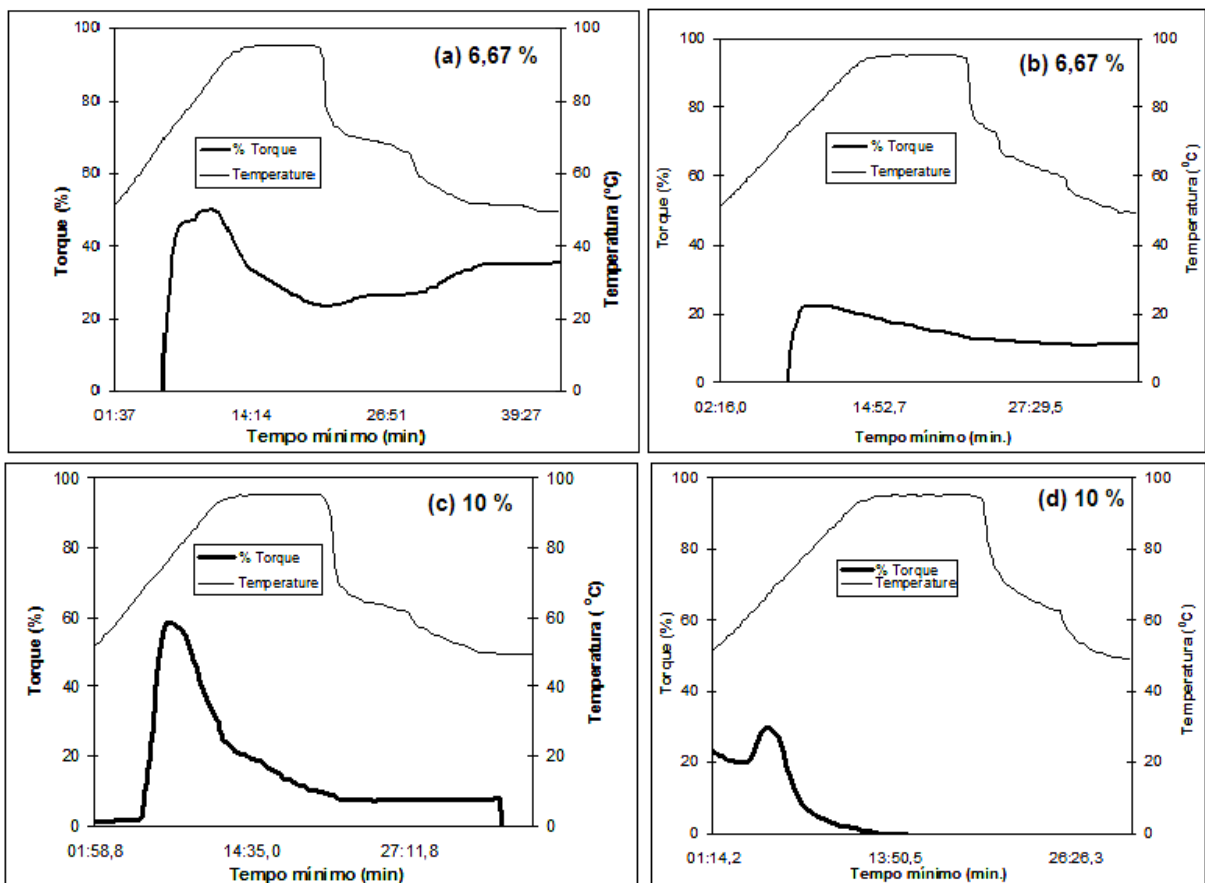 (a) 6,67 %
100
80
60
40
20
0
100
80
60
40
20
0
% Torque
Temperature
Torque (%)
Temperatura (°C)
01:37 14:14 26:51 39:27
Tempo mínimo (min)
(b) 6,67 %
100
80
60
40
20
0
100
80
60
40
20
0
% Torque
Temperature
Torque (%)
Temperatura (⁰C)
02:16,0 14:52,7 27:29,5
Tempo mínimo (min.)
(c) 10 %
100
80
60
40
20
0
100
80
60
40
20
0
% Torque
Temperature
Torque (%)
Temperatura ( ⁰C)
01:58,8 14:35,0 27:11,8
Tempo mínimo (min)
(d) 10 %
100
80
60
40
20
0
100
80
60
40
20
0
% Torque
Temperature
Torque (%)
Temperatura (⁰C)
01:14,2 13:50,5 26:26,3
Tempo mínimo (min.)